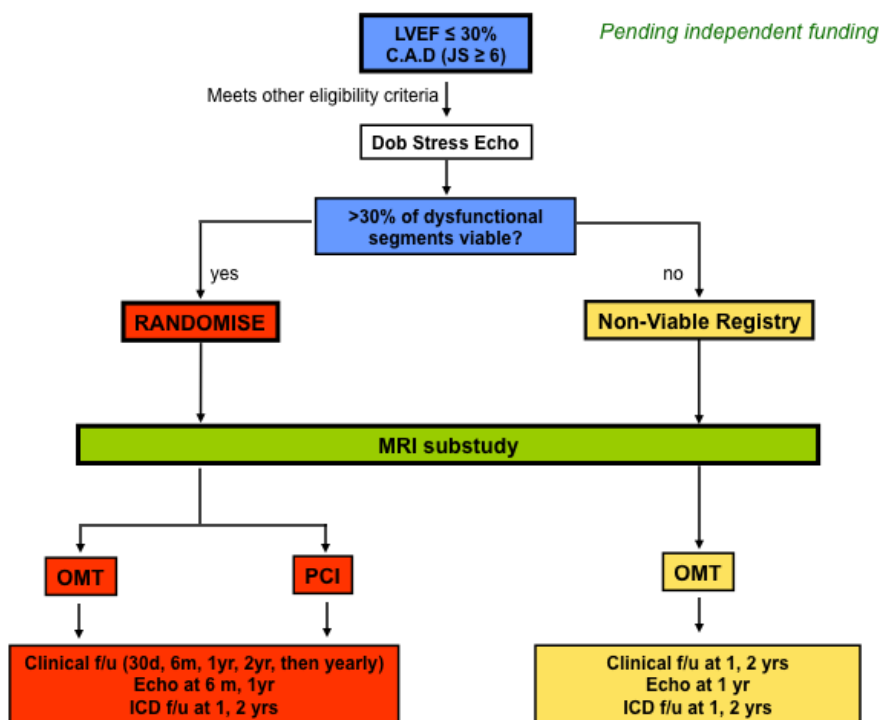 LVEF ≤ 30%
C.A.D (JS ≥ 6)
Pending independent funding
Meets other eligibility criteria
Dob Stress Echo
>30% of dysfunctional
segments viable?
yes
no
RANDOMISE
Non-Viable Registry
MRI substudy
OMT
PCI
OMT
Clinical f/u (30d, 6m, 1yr, 2yr, then yearly)
Echo at 6 m, 1yr
ICD f/u at 1, 2 yrs
Clinical f/u at 1, 2 yrs
Echo at 1 yr
ICD f/u at 1, 2 yrs